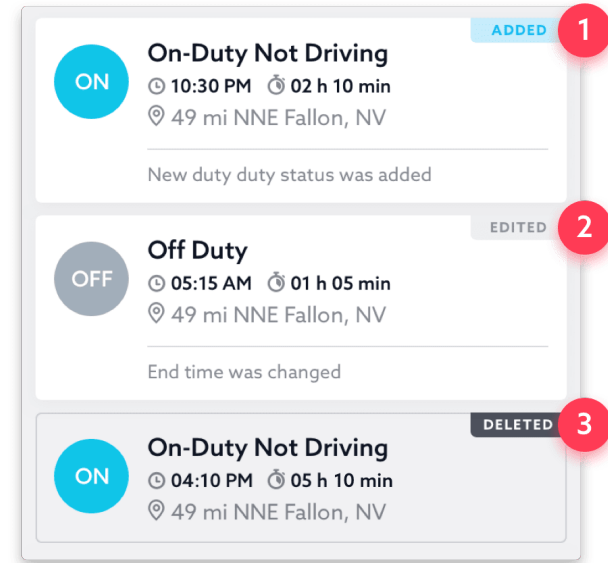 ADDED
1
ON
On-Duty Not Driving
10:30 PM 02 h 10 min
49 mi NNE Fallon, NV
New duty duty status was added
EDITED
2
OFF
Off Duty
05:15 AM 01 h 05 min
49 mi NNE Fallon, NV
End time was changed
DELETED
3
ON
On-Duty Not Driving
04:10 PM 05 h 10 min
49 mi NNE Fallon, NV